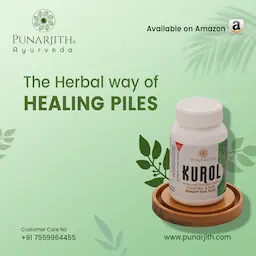 PUNARJITH®
Ayurveda
Available on Amazon a
The Herbal way of
HEALING PILES
PUNARJITH
KUROL
Customer Care No
+91 7559964455
www.punarjith.com